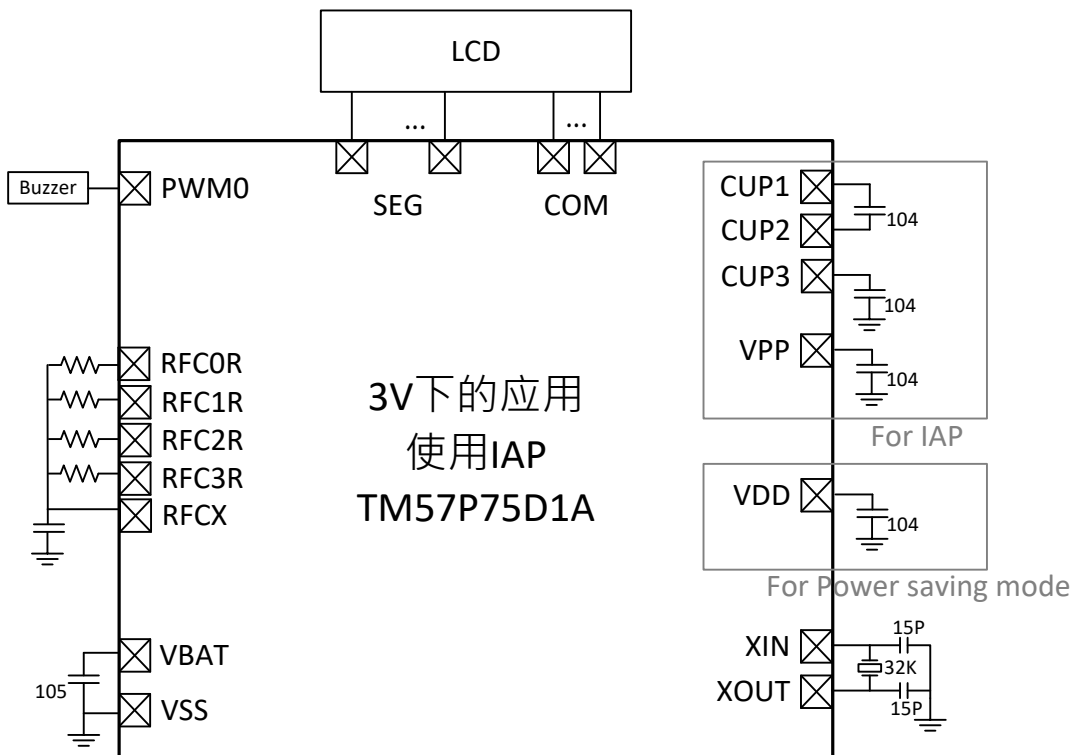 LCD
...
...
Buzzer
PWM0
SEG
COM
CUP1
CUP2
104
CUP3
104
VPP
104
For IAP
RFC0R
RFC1R
RFC2R
RFC3R
RFCX
3V下的应用
使用IAP
TM57P75D1A
VDD
104
For Power saving mode
VBAT
105
VSS
XIN
15P
32K
XOUT
15P